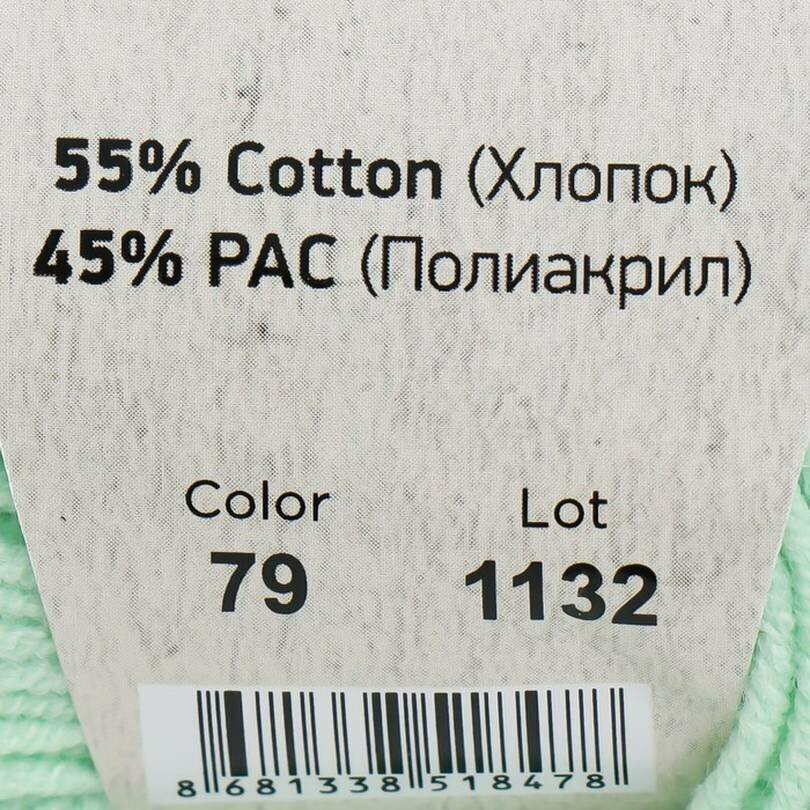 55% Cotton (Хлопок)
45% PAC (Полиакрил)
Color Lot
79 1132
8 681338 518478